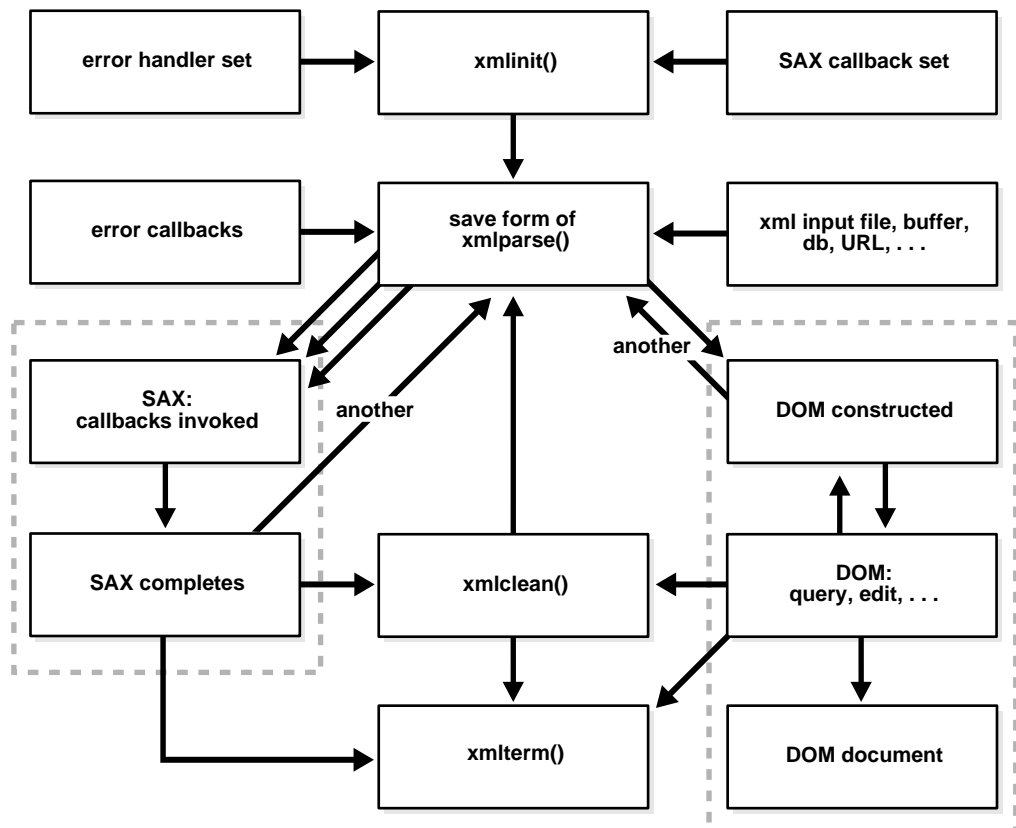 error handler set
xmlinit()
SAX callback set
error callbacks
save form of
xmlparse()
xml input file, buffer,
db, URL, . . .
another
SAX:
callbacks invoked
another
DOM constructed
SAX completes
xmlclean()
DOM:
query, edit, . . .
xmlterm()
DOM document